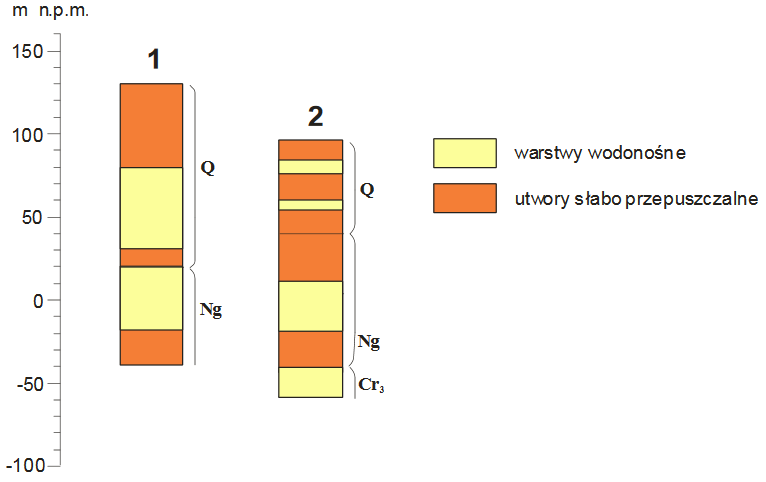 m n.p.m.
150
100
50
0
-50
-100
1
Q
Ng
2
Q
Ng
Cr₃
warstwy wodonośne
utwory słabo przepuszczalne